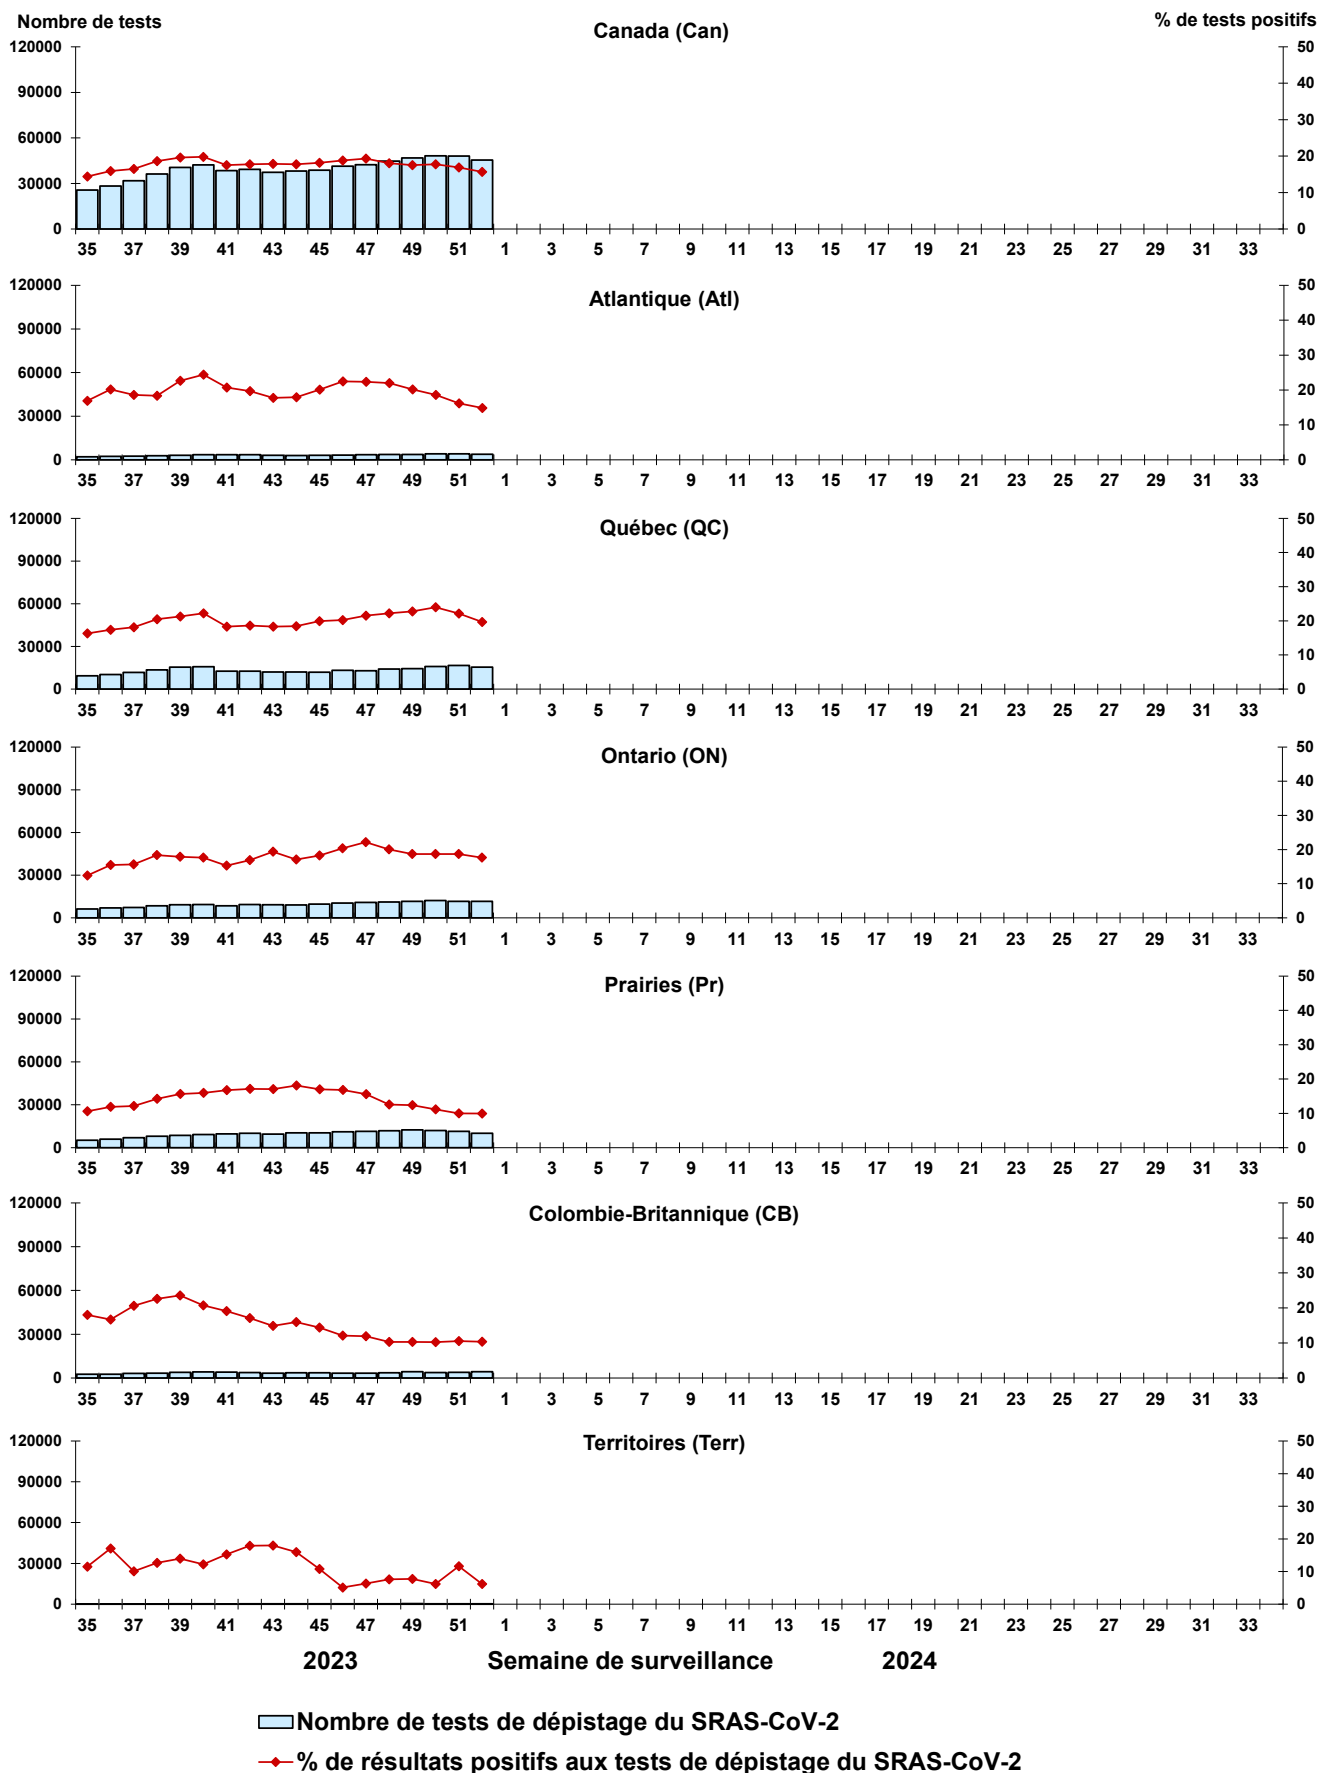 Nombre de tests
% de tests positifs
Canada (Can)
120000 50
90000 40
30
60000
20
30000
10
0 0
35 37 39 41 43 45 47 49 51 1 3 5 7 9 11 13 15 17 19 21 23 25 27 29 31 33
Atlantique (Atl)
120000 50
90000 40
30
60000
20
30000
10
0 0
35 37 39 41 43 45 47 49 51 1 3 5 7 9 11 13 15 17 19 21 23 25 27 29 31 33
Québec (QC)
120000 50
90000 40
30
60000
20
30000
10
0 0
35 37 39 41 43 45 47 49 51 1 3 5 7 9 11 13 15 17 19 21 23 25 27 29 31 33
Ontario (ON)
120000 50
90000 40
30
60000
20
30000
10
0 0
35 37 39 41 43 45 47 49 51 1 3 5 7 9 11 13 15 17 19 21 23 25 27 29 31 33
Prairies (Pr)
120000 50
90000 40
30
60000
20
30000
10
0 0
35 37 39 41 43 45 47 49 51 1 3 5 7 9 11 13 15 17 19 21 23 25 27 29 31 33
Colombie-Britannique (CB)
120000 50
90000 40
30
60000
20
30000
10
0 0
35 37 39 41 43 45 47 49 51 1 3 5 7 9 11 13 15 17 19 21 23 25 27 29 31 33
Territoires (Terr)
120000 50
90000 40
30
60000
20
30000
10
0 0
35 37 39 41 43 45 47 49 51 1 3 5 7 9 11 13 15 17 19 21 23 25 27 29 31 33
2023 Semaine de surveillance 2024
Nombre de tests de dépistage du SRAS-CoV-2
% de résultats positifs aux tests de dépistage du SRAS-CoV-2